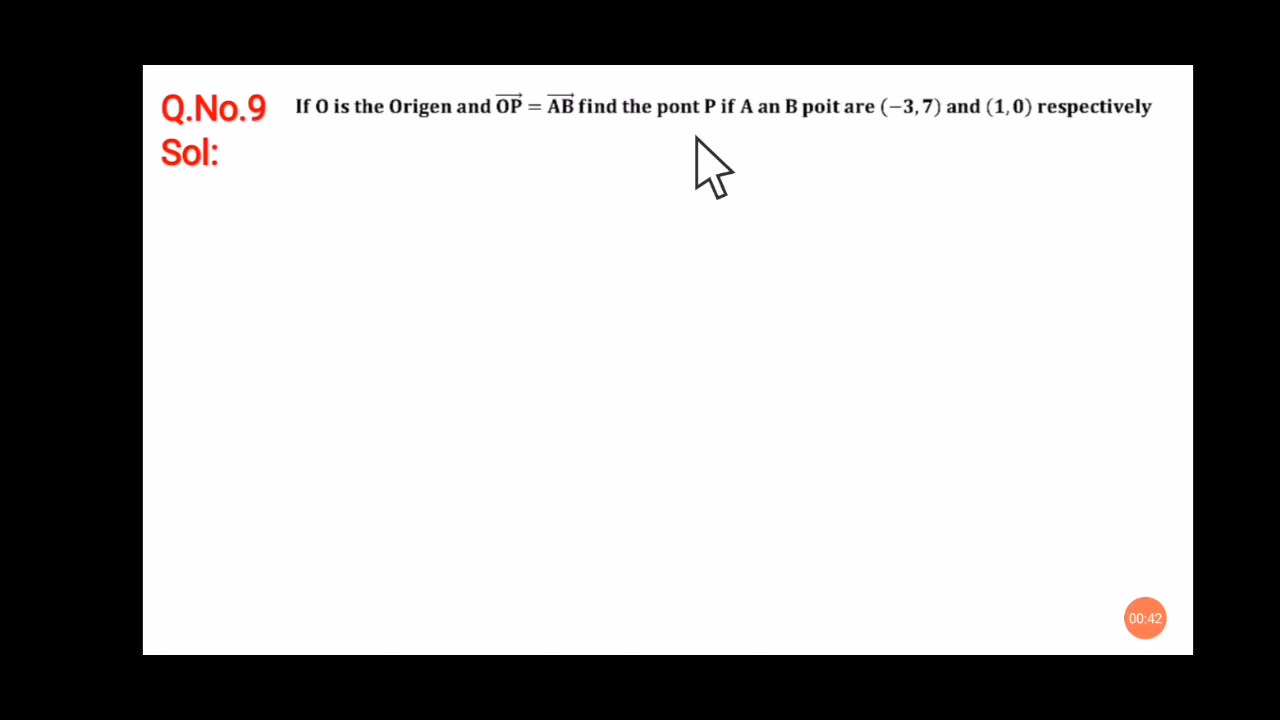 Q.No.9 If O is the Origen and $\overrightarrow{OP}$ = $\overrightarrow{AB}$ find the pont P if A an B poit are (−3, 7) and (1, 0) respectively
Sol:
00:42